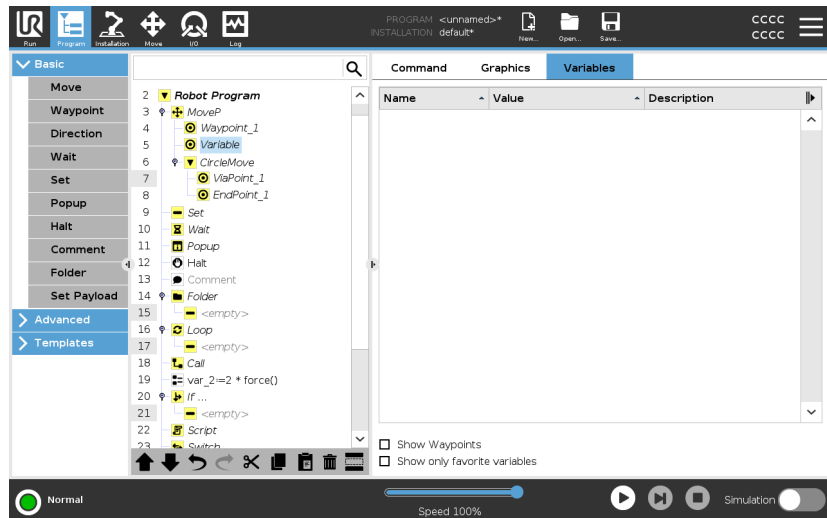 PROGRAM <unnamed>*
INSTALLATION default*
CCCC
CCCC
Run Program Installation Move I/O Log New... Open... Save...
Basic
Move
Waypoint
Direction
Wait
Set
Popup
Halt
Comment
Folder
Set Payload
Advanced
Templates
2 Robot Program
3 MoveP
4 Waypoint_1
5 Variable
6 CircleMove
7 ViaPoint_1
8 EndPoint_1
9 Set
10 Wait
11 Popup
12 Halt
13 Comment
14 Folder
15 <empty>
16 Loop
17 <empty>
18 Call
19 var_2:=2 * force()
20 If ...
21 <empty>
22 Script
23 Switch
Command Graphics Variables
Name Value Description
Show Waypoints
Show only favorite variables
Normal
Speed 100%
Simulation